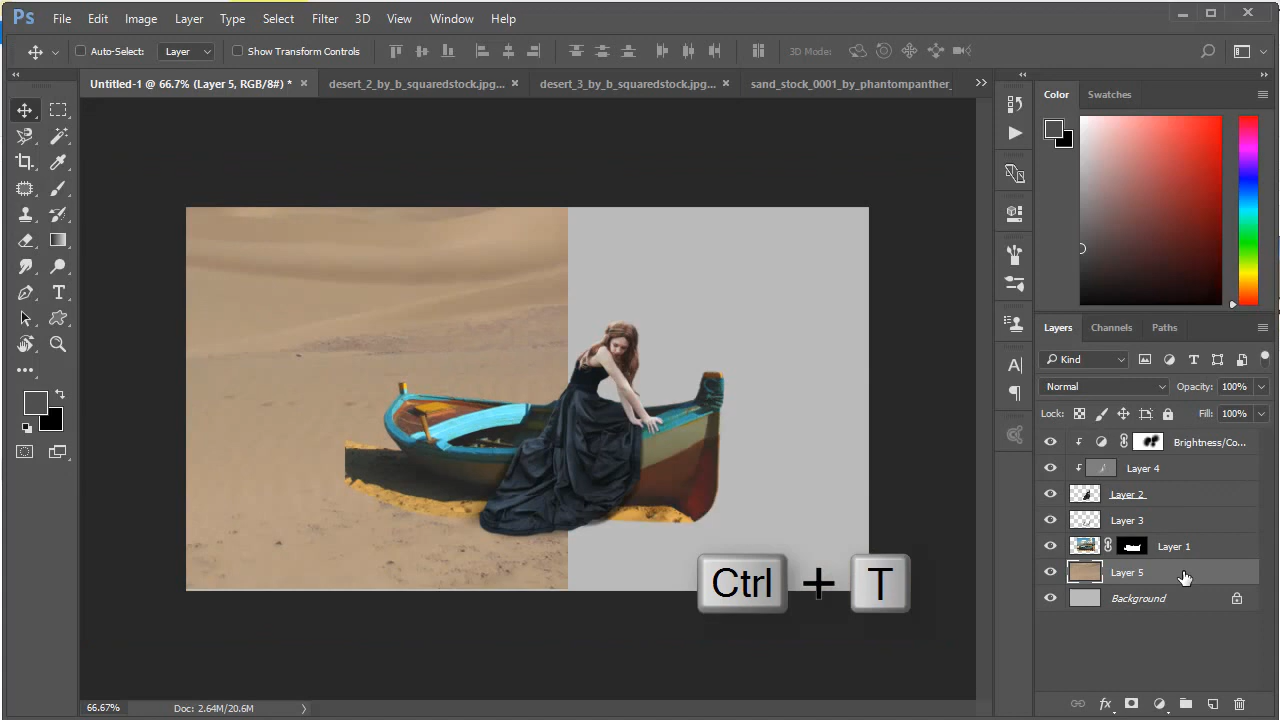 Ps File Edit Image Layer Type Select Filter 3D View Window Help
Auto-Select: Layer Show Transform Controls 3D Mode:
Untitled-1 @ 66.7% (Layer 5, RGB/8#) * × desert_2_by_b_squaredstock.jpg... × desert_3_by_b_squaredstock.jpg... × sand_stock_0001_by_phantompanther_
Color Swatches
Layers Channels Paths
Kind
Normal Opacity: 100%
Lock: Fill: 100%
Brightness/Co...
Layer 4
Layer 2
Layer 3
Layer 1
Layer 5
Background
Ctrl + T
66.67% Doc: 2.64M/20.6M
fx